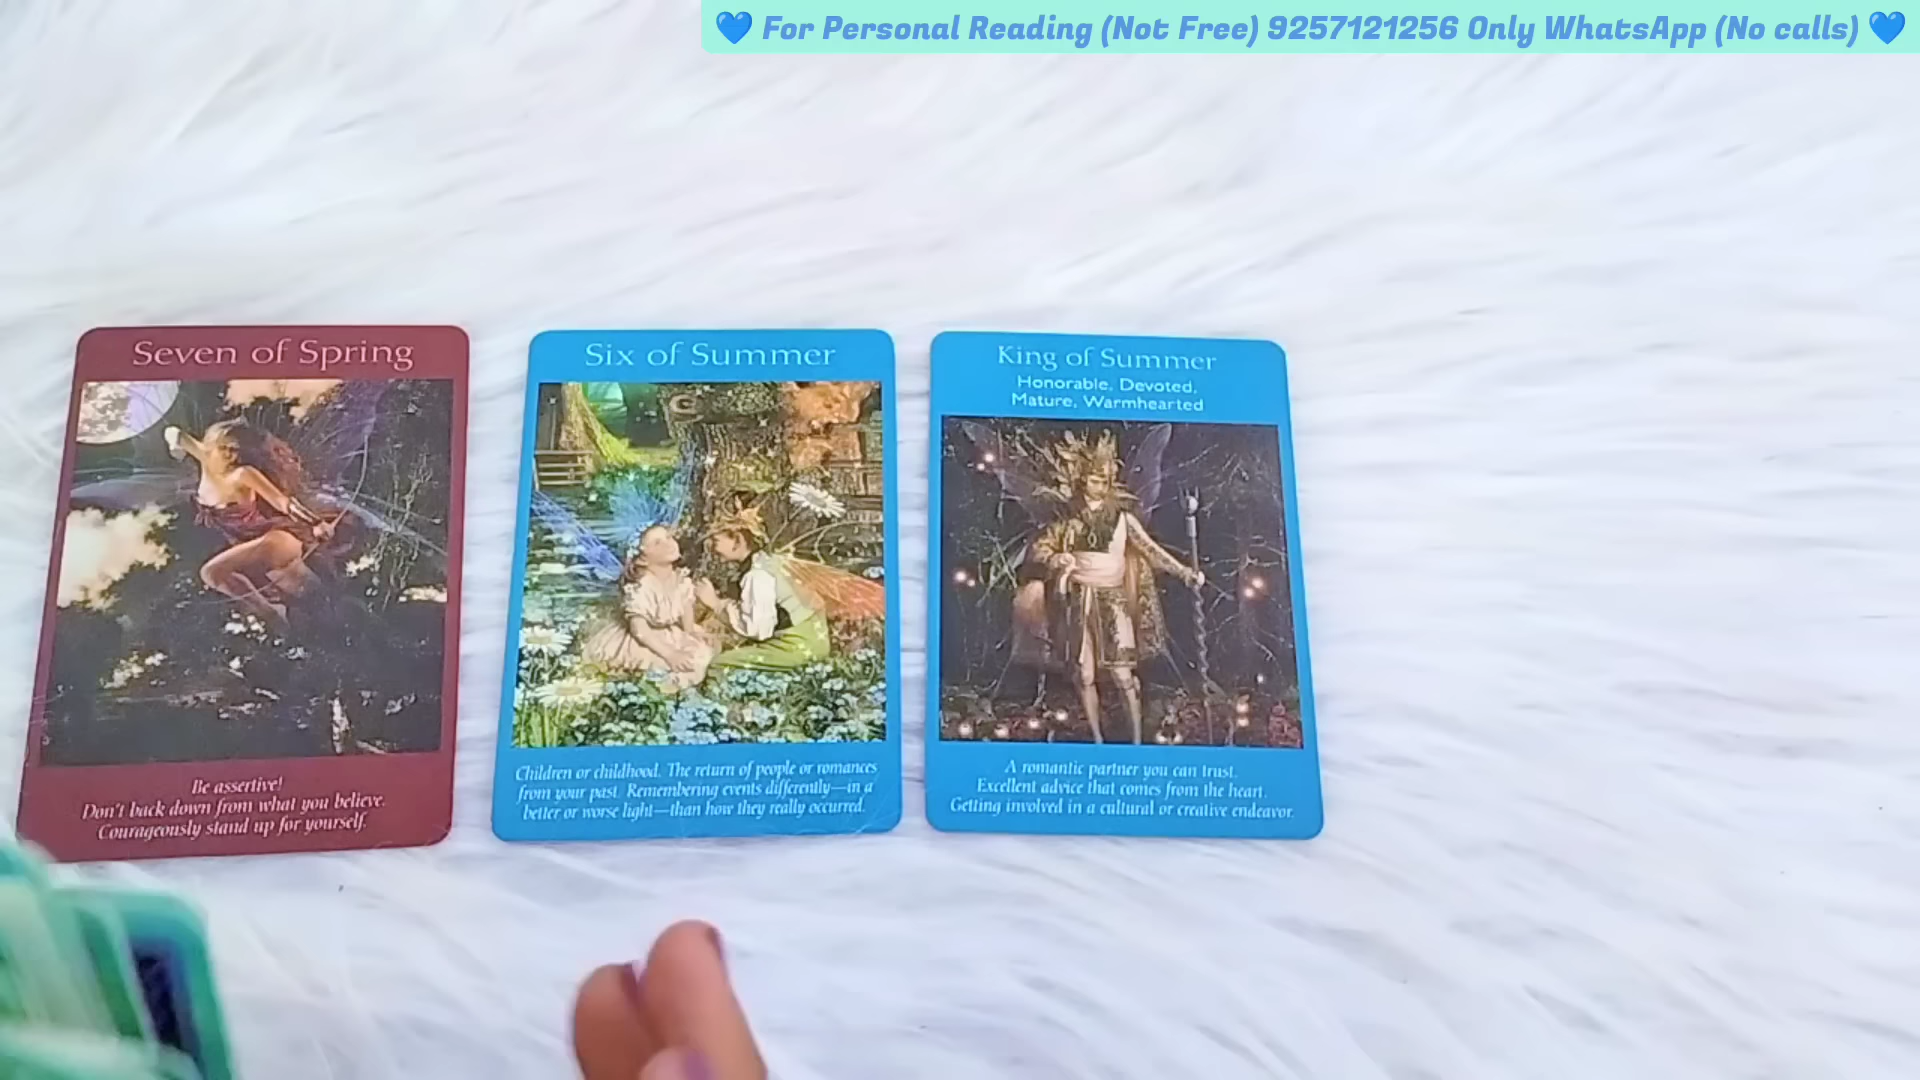 💙 For Personal Reading (Not Free) 9257121256 Only WhatsApp (No calls) 💙
Seven of Spring
Be assertive!
Don't back down from what you believe.
Courageously stand up for yourself.
Six of Summer
Children or childhood. The return of people or romances
from your past. Remembering events differently—in a
better or worse light—than how they really occurred.
King of Summer
Honorable, Devoted,
Mature, Warmhearted
A romantic partner you can trust.
Excellent advice that comes from the heart.
Getting involved in a cultural or creative endeavor.